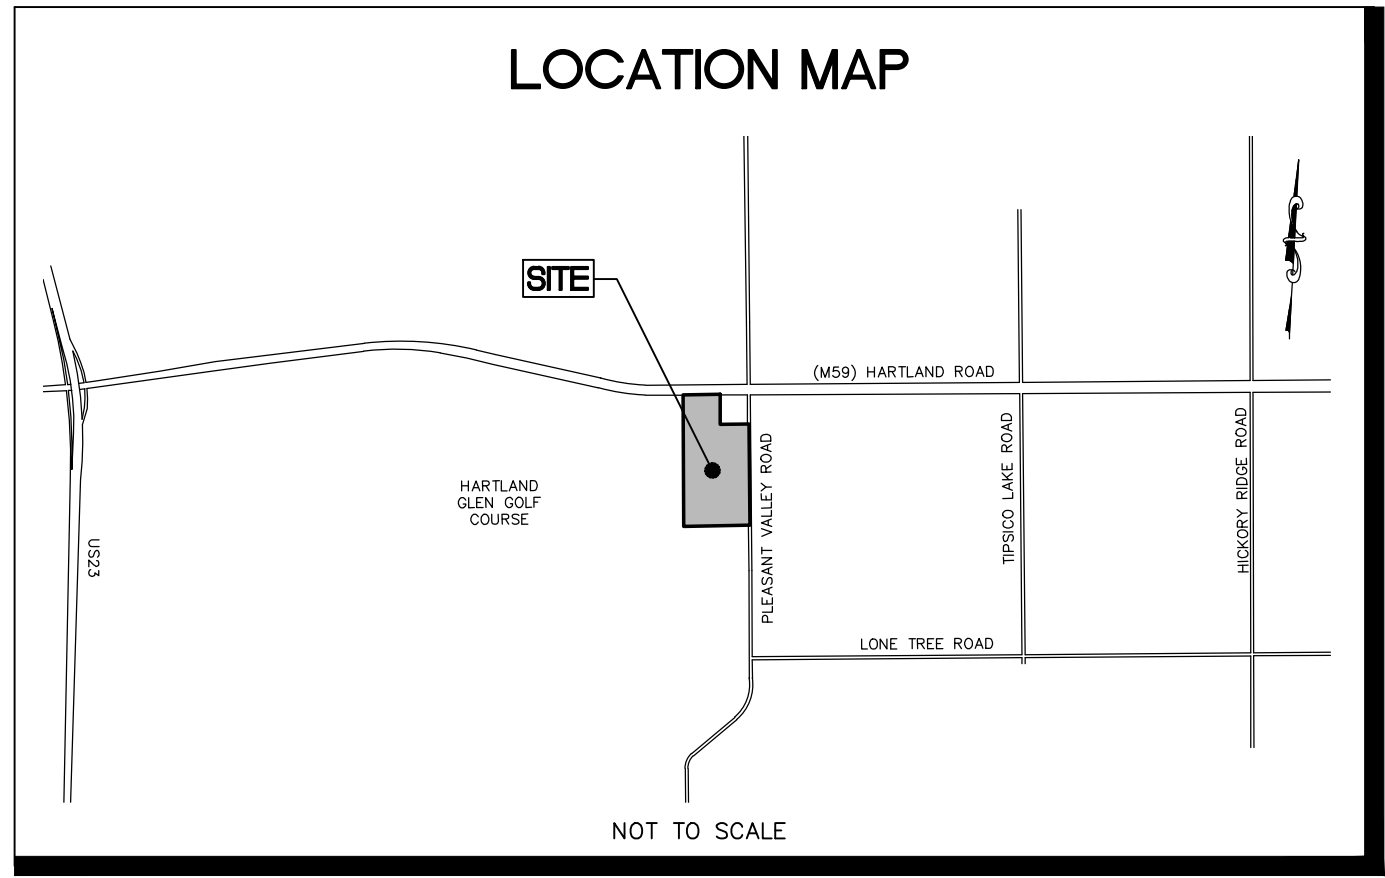 LOCATION MAP
SITE
(M59) HARTLAND ROAD
HARTLAND
GLEN GOLF
COURSE
US23
PLEASANT VALLEY ROAD
TIPSICO LAKE ROAD
HICKORY RIDGE ROAD
LONE TREE ROAD
NOT TO SCALE